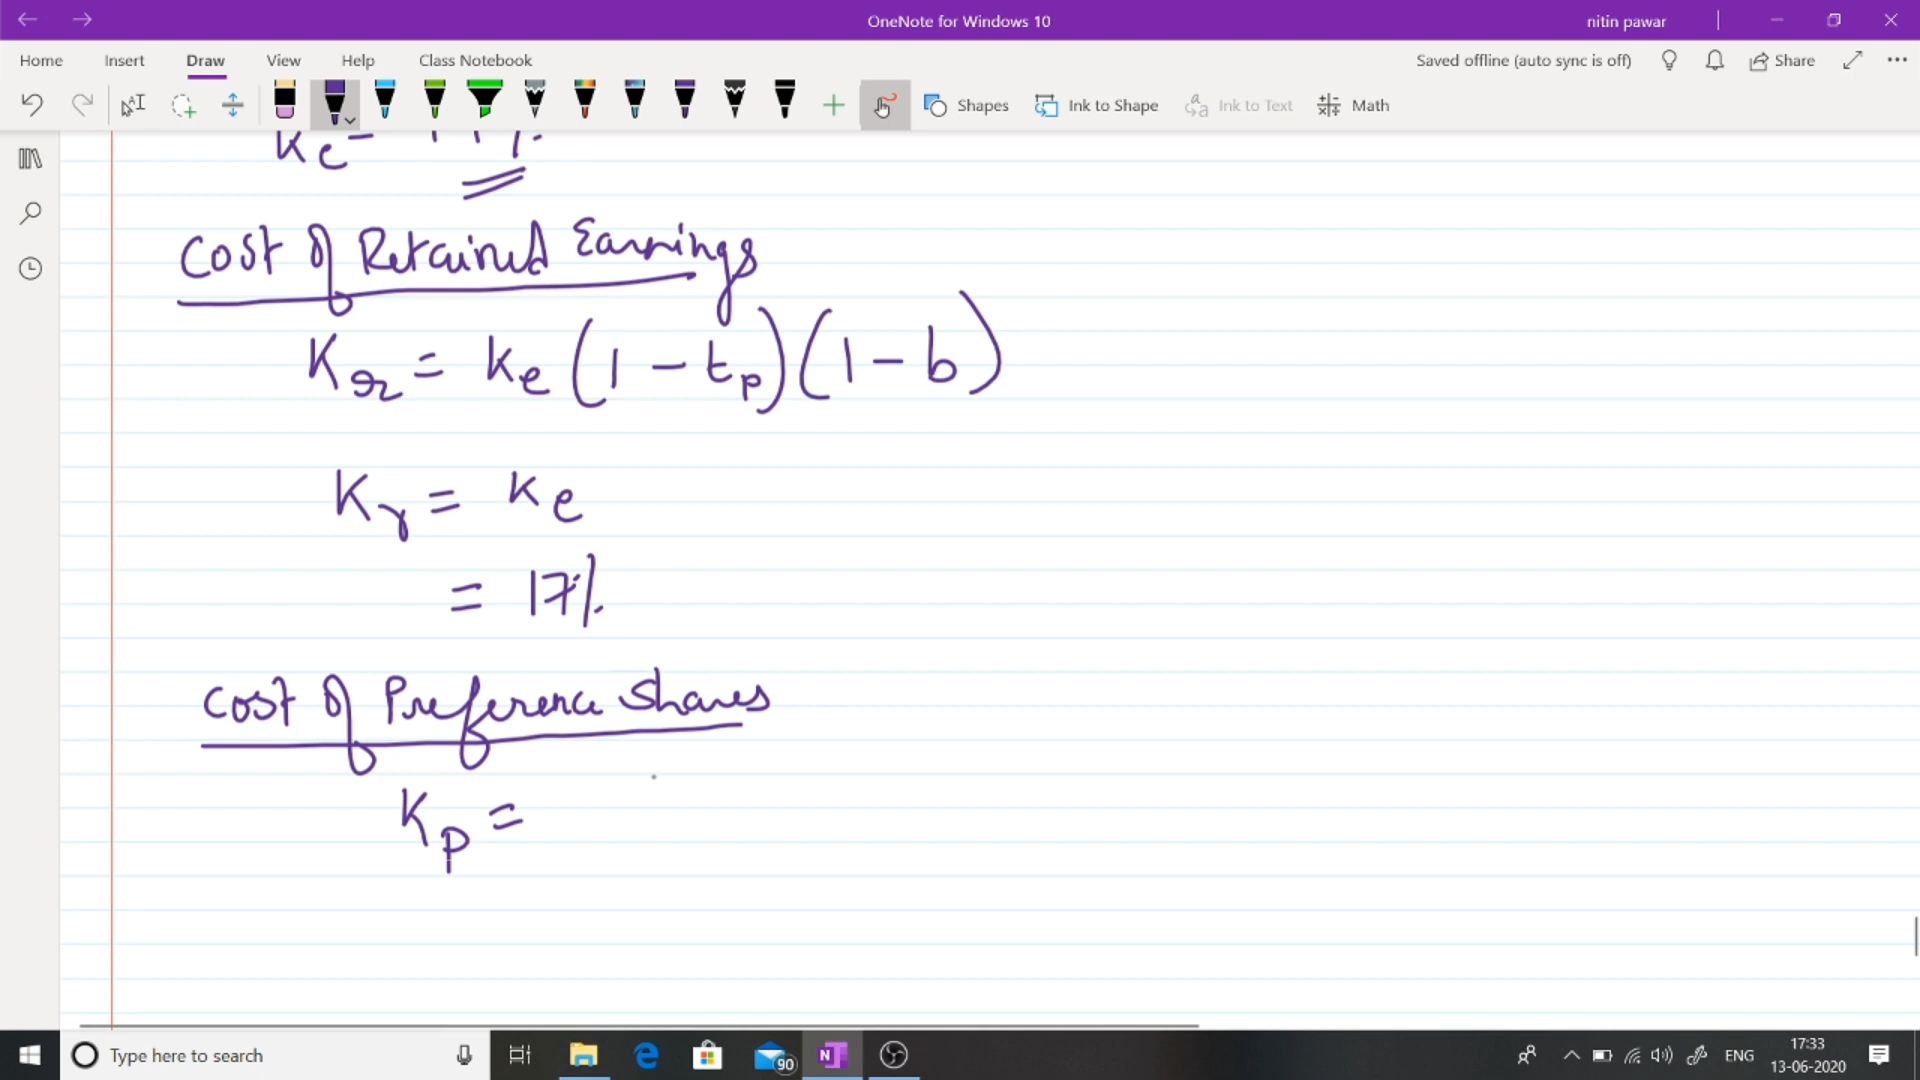 OneNote for Windows 10
nitin pawar
Home Insert Draw View Help Class Notebook
Saved offline (auto sync is off) Share
Shapes Ink to Shape Ink to Text Math
Cost of Retained Earnings
Kr = ke (1 - tp) (1 - b)
Kr = ke
= 17%
Cost of Preference Shares
Kp =
Type here to search
90
ENG
17:33
13-06-2020